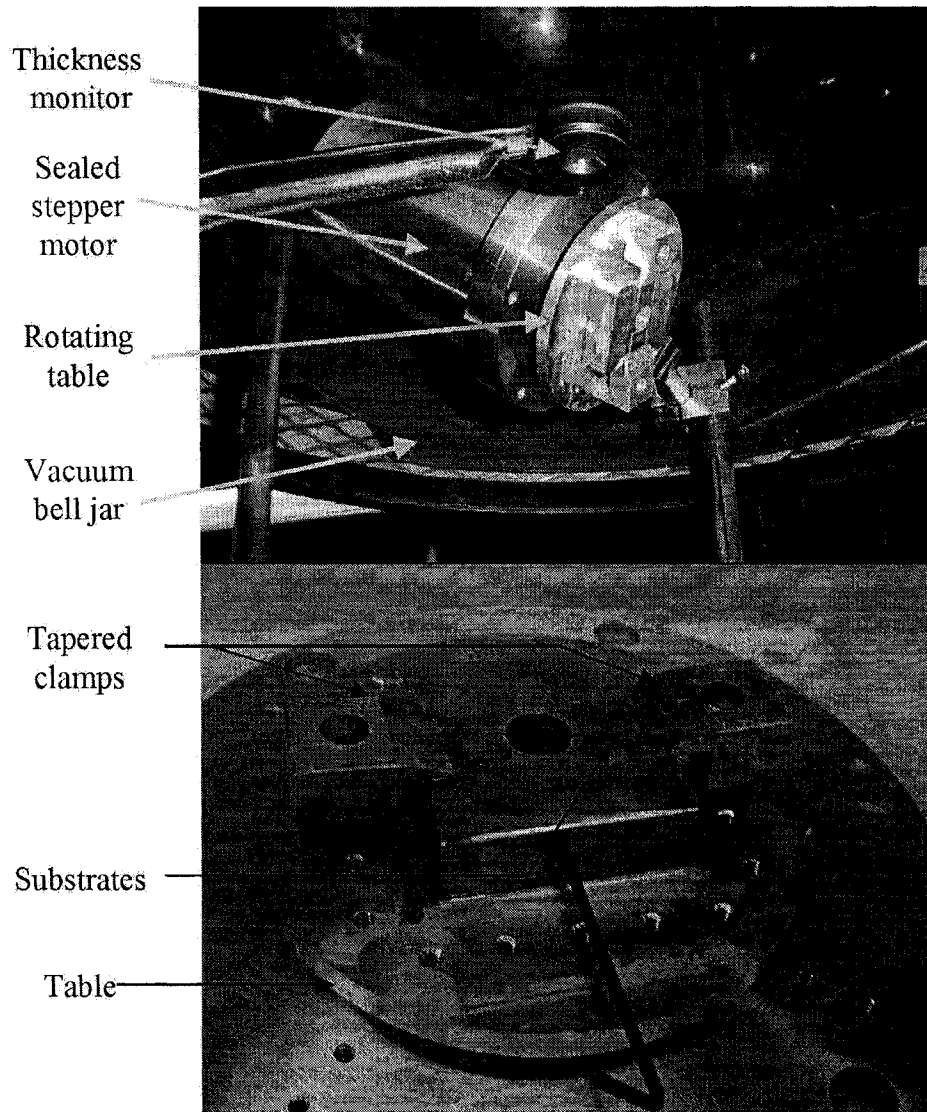 Thickness
monitor
Sealed
stepper
motor
Rotating
table
Vacuum
bell jar
Tapered
clamps
Substrates
Table